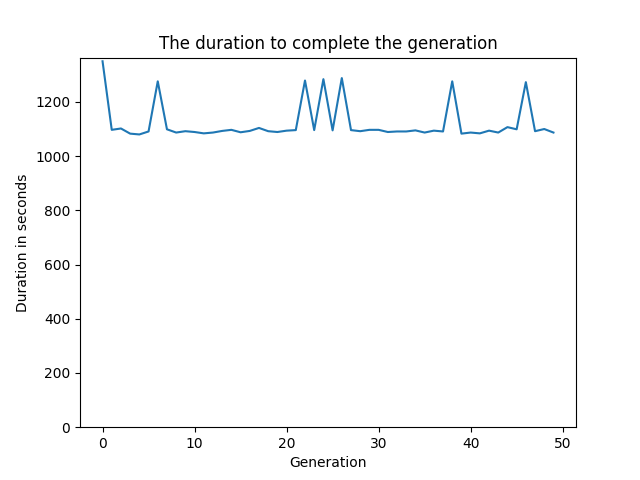 The duration to complete the generation
1200
1000
800
600
400
200
0
Duration in seconds
0 10 20 30 40 50
Generation